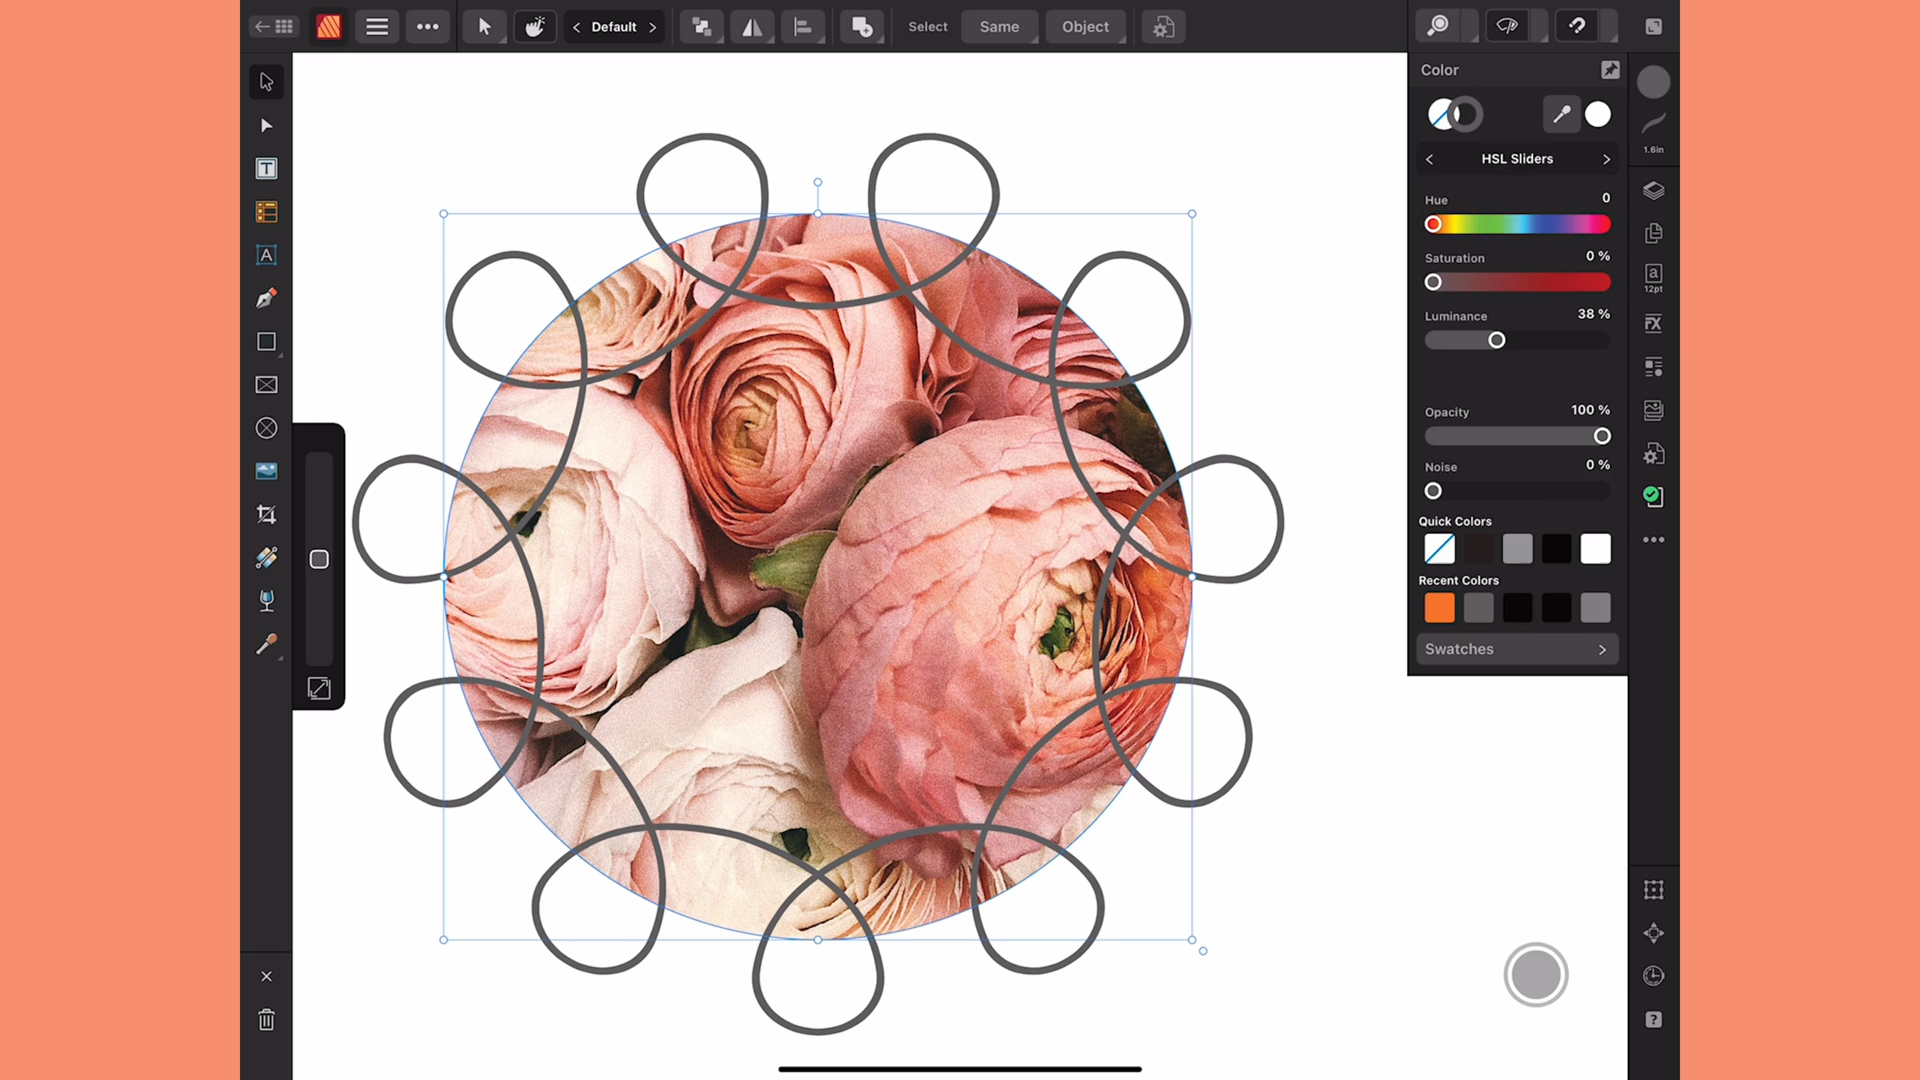 Default
Select
Same
Object
Color
1.6in
HSL Sliders
Hue
0
Saturation
0 %
Luminance
38 %
Opacity
100 %
Noise
0 %
Quick Colors
Recent Colors
Swatches
T
A
a
12pt
FX
?